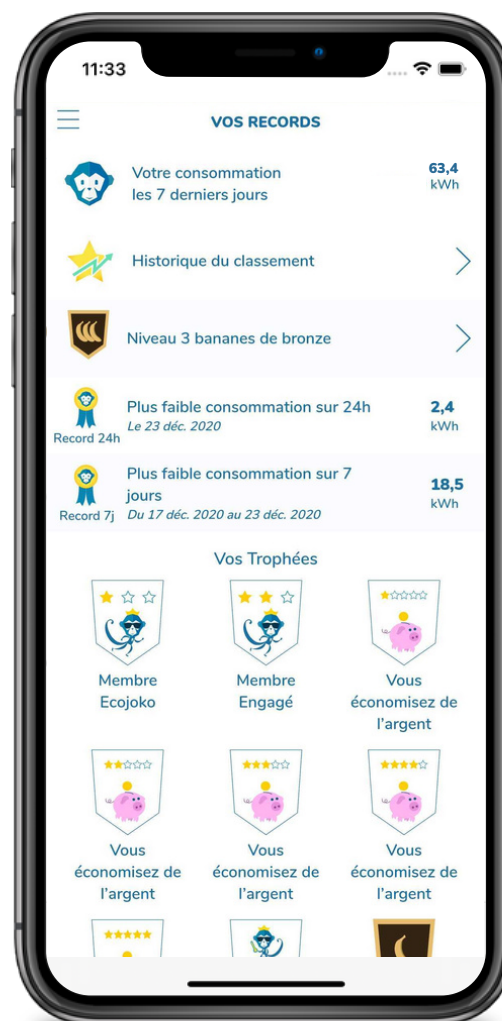 11:33
VOS RECORDS
Votre consommation
les 7 derniers jours
63,4
kWh
Historique du classement
Niveau 3 bananes de bronze
Record 24h
Plus faible consommation sur 24h
Le 23 déc. 2020
2,4
kWh
Record 7j
Plus faible consommation sur 7
jours
Du 17 déc. 2020 au 23 déc. 2020
18,5
kWh
Vos Trophées
Membre
Ecojoko
Membre
Engagé
Vous
économisez de
l'argent
Vous
économisez de
l'argent
Vous
économisez de
l'argent
Vous
économisez de
l'argent